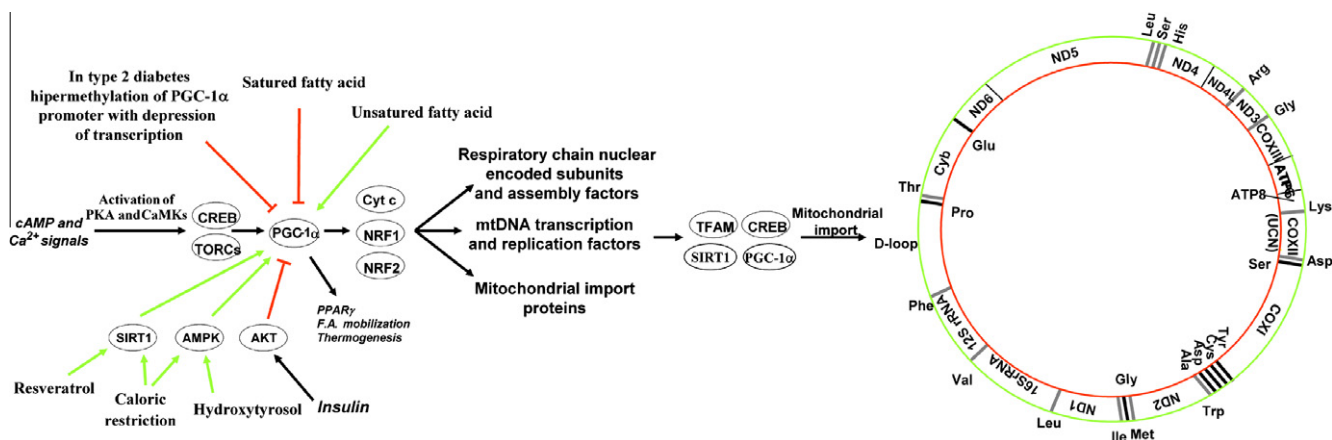 In type 2 diabetes
hipermethylation of PGC-1α
promoter with depression
of transcription
Satured fatty acid
Unsatured fatty acid
cAMP and
Ca2+ signals
Activation of
PKA and CaMKs
CREB
TORCs
PGC-1α
Cyt c
NRF1
NRF2
Respiratory chain nuclear
encoded subunits
and assembly factors
mtDNA transcription
and replication factors
Mitochondrial import
proteins
PPARγ
F.A. mobilization
Thermogenesis
SIRT1
AMPK
AKT
Resveratrol
Caloric
restriction
Hydroxytyrosol
Insulin
TFAM
CREB
SIRT1
PGC-1α
Mitochondrial
import
ND5
Leu
Ser
His
ND4
ND4L
Arg
ND3
Gly
COXIII
ATP6
ATP8
Lys
COXII
(UCN)
Ser
Asp
COXI
Tyr
Cys
Asp
Ala
Trp
ND2
Gly
Ile
Met
ND1
Leu
16SrRNA
Val
12S rRNA
Phe
D-loop
Pro
Thr
Cyb
Glu
ND6